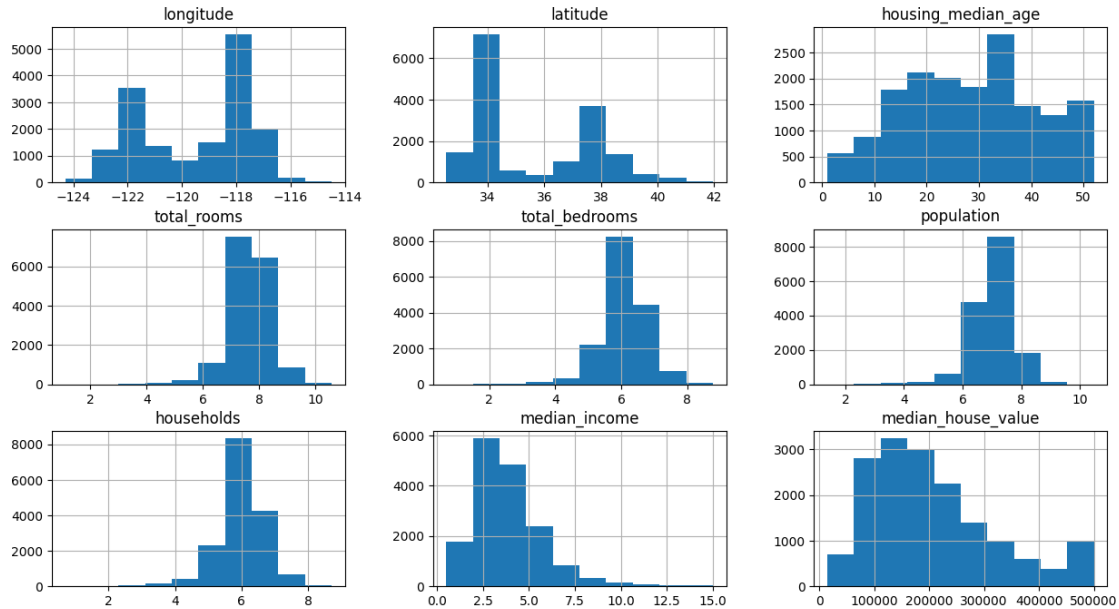 longitude latitude housing_median_age
5000 4000 3000 2000 1000 0
−124 −122 −120 −118 −116 −114
6000 4000 2000 0
34 36 38 40 42
2500 2000 1500 1000 500 0
0 10 20 30 40 50
total_rooms total_bedrooms population
6000 4000 2000 0
2 4 6 8 10
8000 6000 4000 2000 0
2 4 6 8
8000 6000 4000 2000 0
2 4 6 8 10
households median_income median_house_value
8000 6000 4000 2000 0
2 4 6 8
6000 4000 2000 0
0.0 2.5 5.0 7.5 10.0 12.5 15.0
3000 2000 1000 0
0 100000 200000 300000 400000 500000